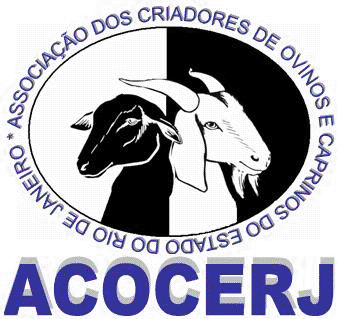 * ASSOCIAÇÃO DOS CRIADORES DE OVINOS E CAPRINOS DO ESTADO DO RIO DE JANEIRO
ACOCERJ